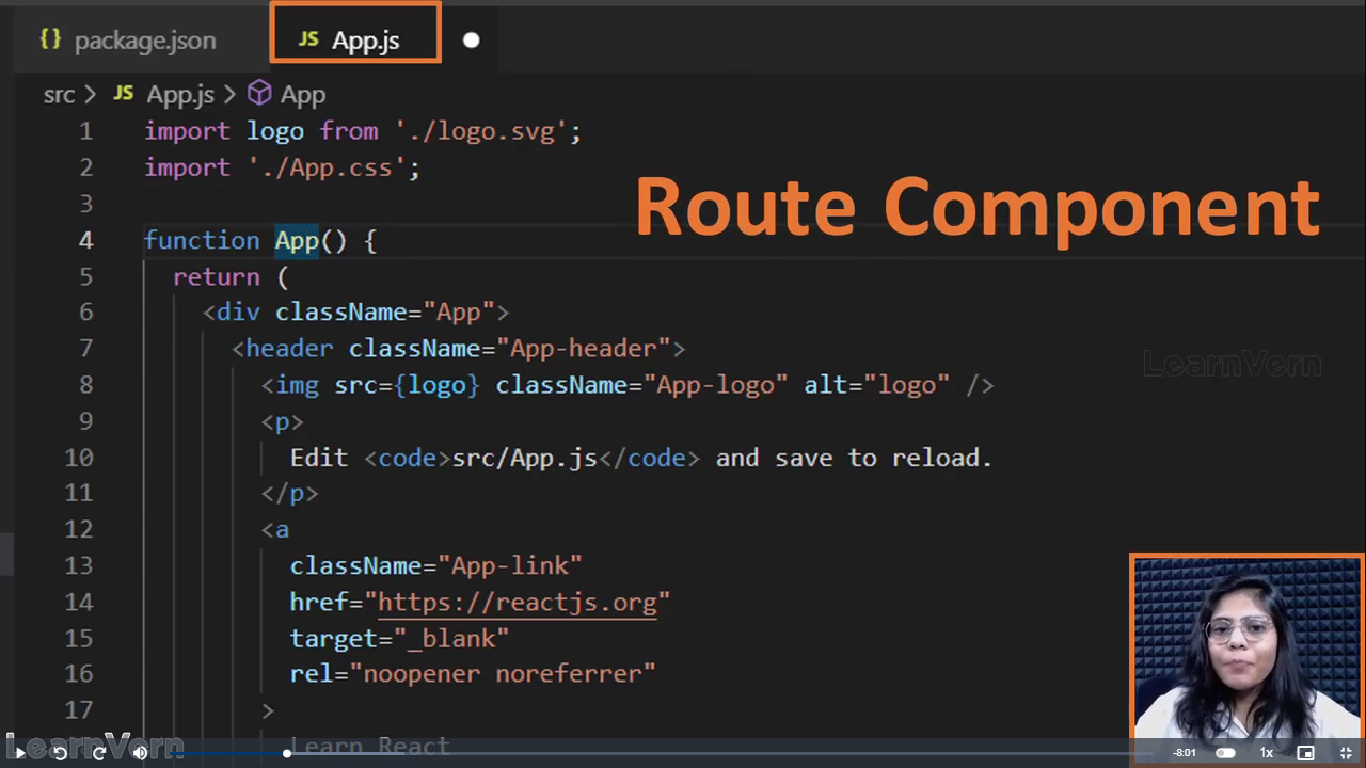 {} package.json
JS App.js
src > JS App.js > App
Route Component
1 import logo from './logo.svg';
2 import './App.css';
3
4 function App() {
5 return (
6 <div className="App">
7 <header className="App-header">
8 <img src={logo} className="App-logo" alt="logo" />
9 <p>
10 Edit <code>src/App.js</code> and save to reload.
11 </p>
12 <a
13 className="App-link"
14 href="https://reactjs.org"
15 target="_blank"
16 rel="noopener noreferrer"
17 >
Learn React
LearnVern
LearnVern
-8:01
1x